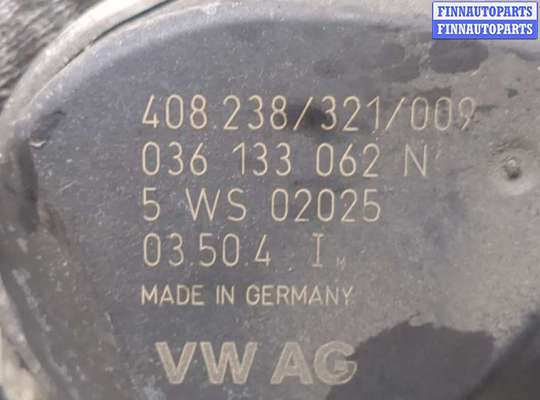 FINNAUTOPARTS
FINNAUTOPARTS
408.238/321/009
036 133 062 N
5 WS 02025
03.50.4 I M
MADE IN GERMANY
VW AG